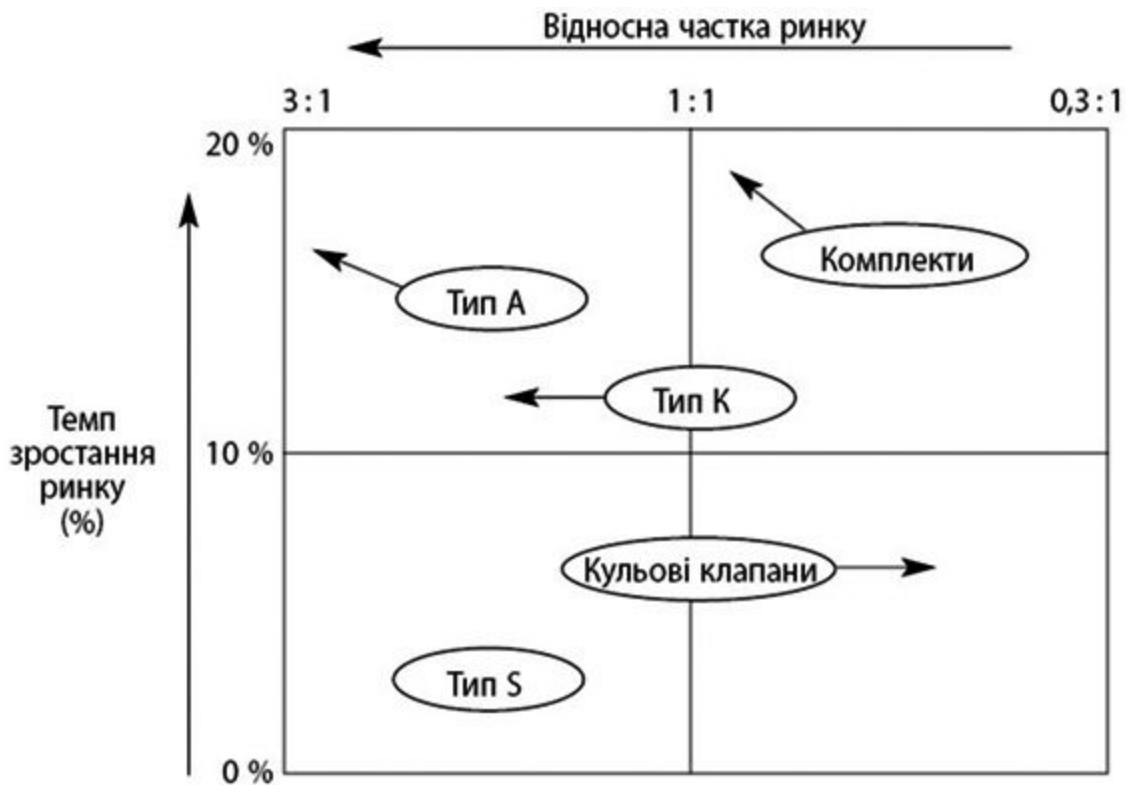 Відносна частка ринку
3 : 1
1 : 1
0,3 : 1
20 %
Комплекти
Тип А
Тип К
Темп
зростання
ринку
(%)
10 %
Кульові клапани
Тип S
0 %